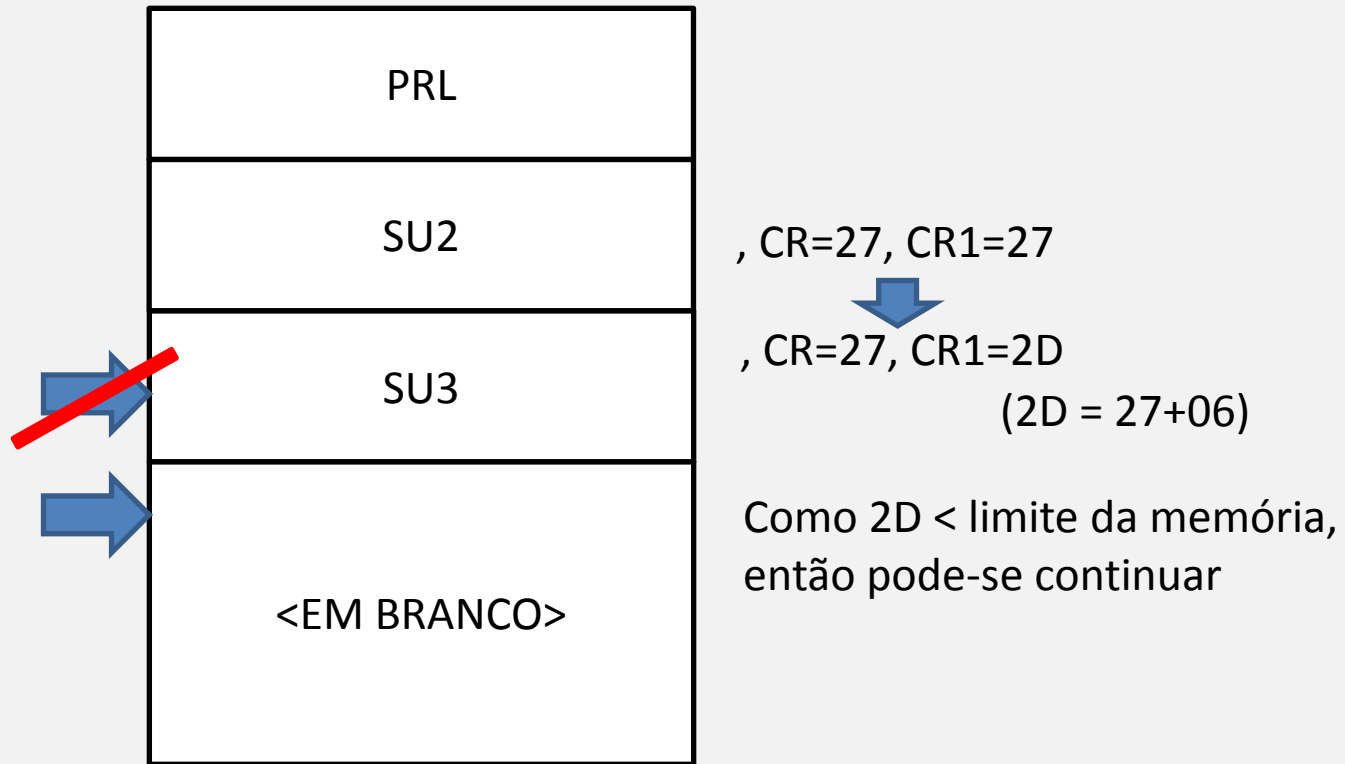 PRL
SU2
, CR=27, CR1=27
, CR=27, CR1=2D
SU3
(2D = 27+06)
Como 2D < limite da memória,
então pode-se continuar
<EM BRANCO>